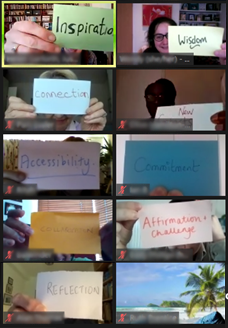 Inspiratio
Wisdom
Connection
New
Accessibility
Commitment
Affirmation +
Challenge
REFLECTION